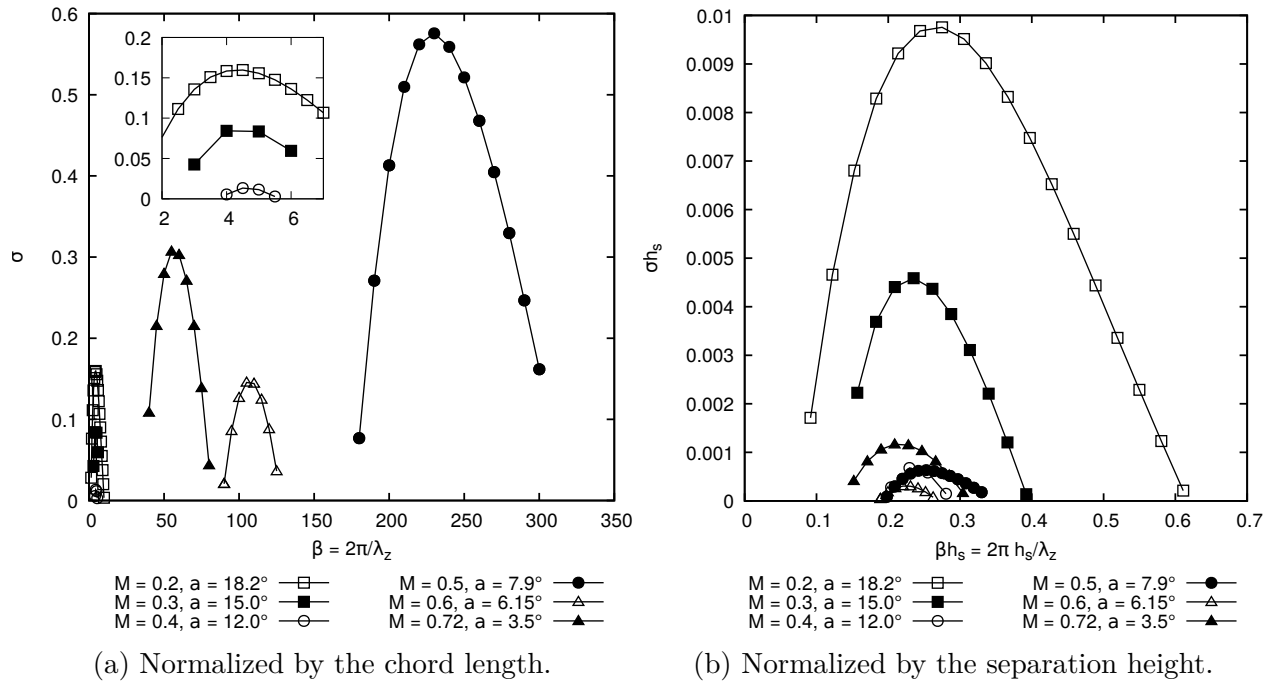 0.6
0.5
0.4
0.3
0.2
0.1
0
σ
0.2
0.15
0.1
0.05
0
2 4 6
0 50 100 150 200 250 300 350
β = 2π/λz
M = 0.2, a = 18.2°
M = 0.3, a = 15.0°
M = 0.4, a = 12.0°
M = 0.5, a = 7.9°
M = 0.6, a = 6.15°
M = 0.72, a = 3.5°
(a) Normalized by the chord length.
0.01
0.009
0.008
0.007
0.006
0.005
0.004
0.003
0.002
0.001
0
σhs
0 0.1 0.2 0.3 0.4 0.5 0.6 0.7
βhs = 2π hs/λz
M = 0.2, a = 18.2°
M = 0.3, a = 15.0°
M = 0.4, a = 12.0°
M = 0.5, a = 7.9°
M = 0.6, a = 6.15°
M = 0.72, a = 3.5°
(b) Normalized by the separation height.